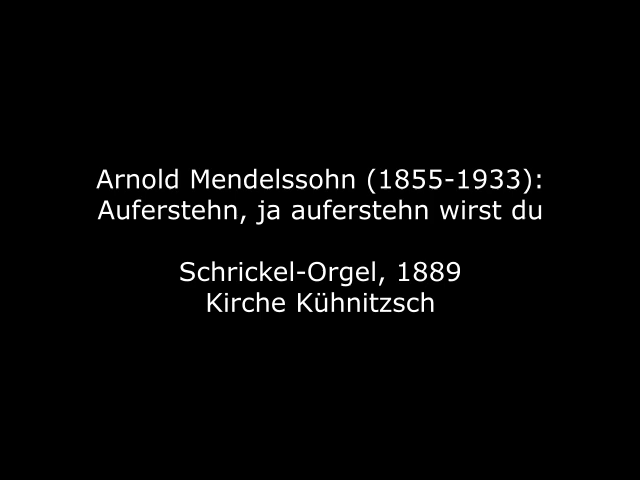 Arnold Mendelssohn (1855-1933):
Auferstehn, ja auferstehn wirst du
Schrickel-Orgel, 1889
Kirche Kühnitzsch